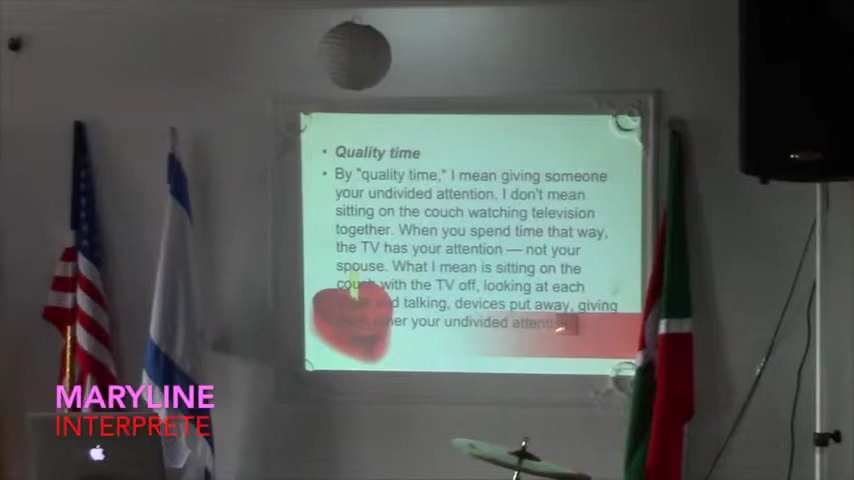 • Quality time
• By "quality time," I mean giving someone
your undivided attention. I don't mean
sitting on the couch watching television
together. When you spend time that way,
the TV has your attention — not your
spouse. What I mean is sitting on the
couch with the TV off, looking at each
and talking, devices put away, giving
your undivided attention
MARYLINE
INTERPRETE